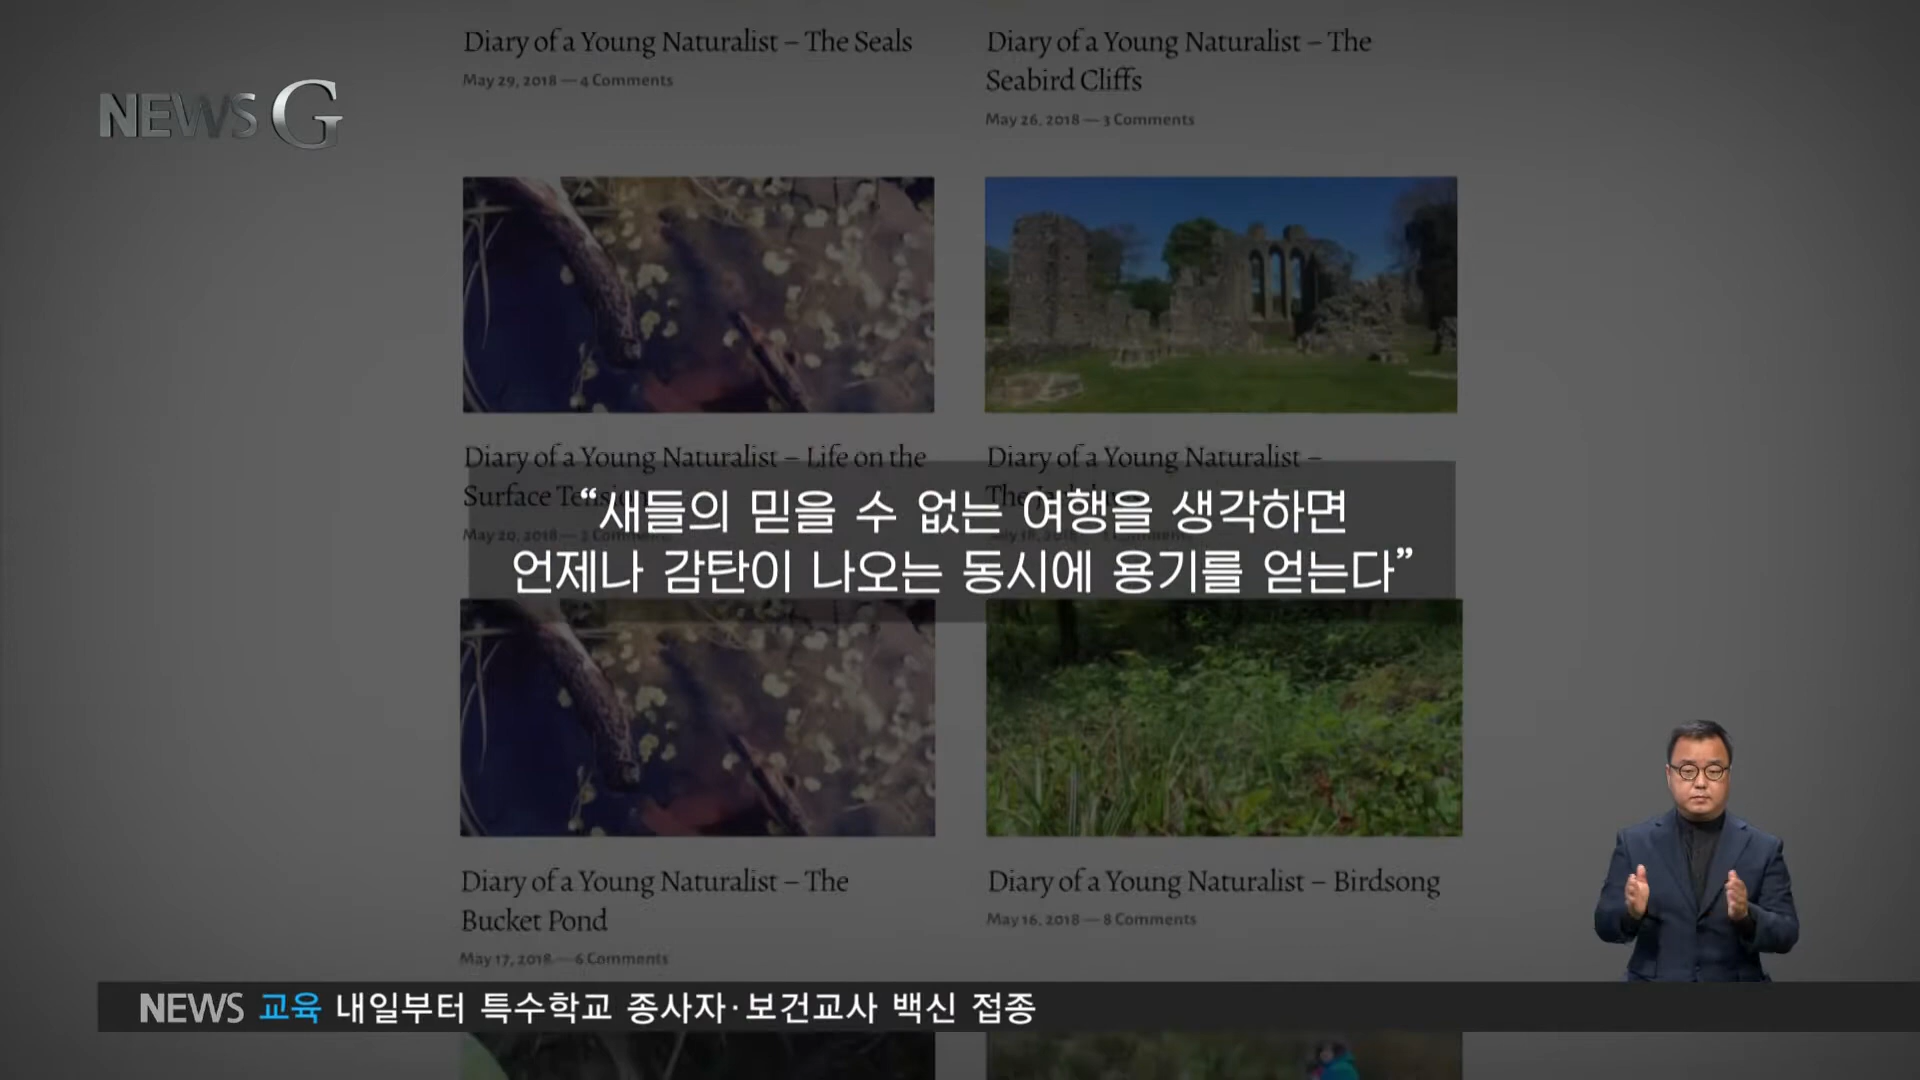 Diary of a Young Naturalist – The Seals
May 29, 2018 — 4 Comments
Diary of a Young Naturalist – The
Seabird Cliffs
May 26, 2018 — 3 Comments
NEWS G
Diary of a Young Naturalist – Life on the
Surface Tension
May 20, 2018 —
Diary of a Young Naturalist –
The
“새들의 믿을 수 없는 여행을 생각하면
언제나 감탄이 나오는 동시에 용기를 얻는다”
Diary of a Young Naturalist – The
Bucket Pond
May 17, 2018 — 6 Comments
Diary of a Young Naturalist – Birdsong
May 16, 2018 — 8 Comments
NEWS 교육 내일부터 특수학교 종사자·보건교사 백신 접종